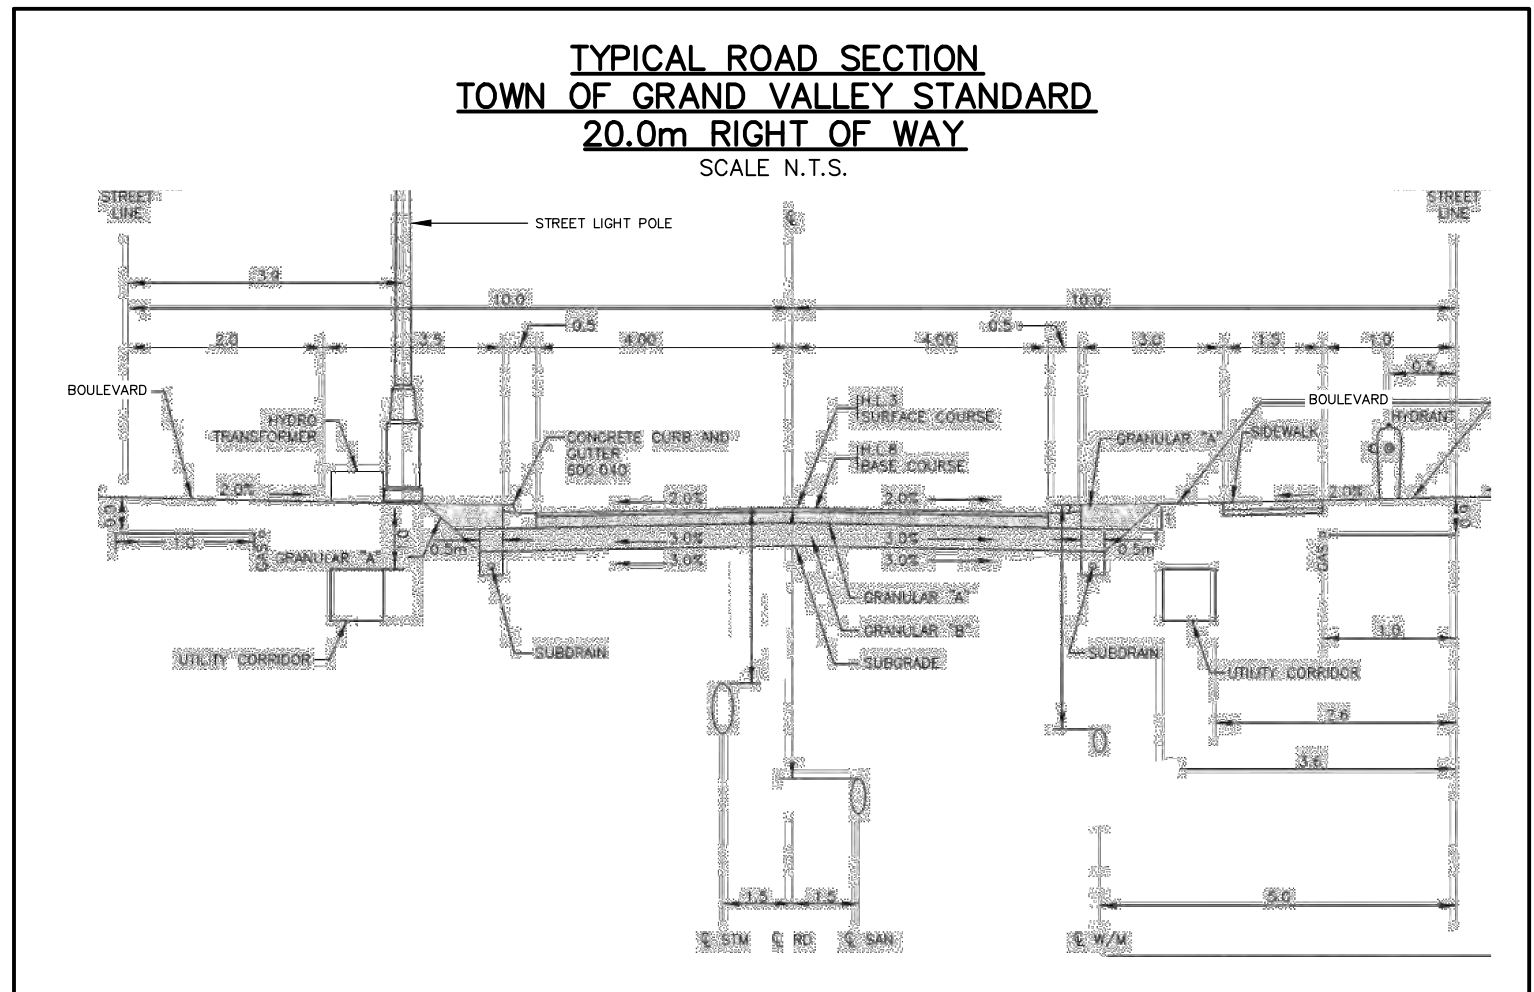 TYPICAL ROAD SECTION
TOWN OF GRAND VALLEY STANDARD
20.0m RIGHT OF WAY
SCALE N.T.S.
STREET
LINE
STREET LIGHT POLE
℄
STREET
LINE
10.0
10.0
0.5
0.5
2.0
3.5
4.00
4.00
3.0
1.5
1.0
0.5
BOULEVARD
HYDRO
TRANSFORMER
CONCRETE CURB AND
GUTTER
600.040
H.L.3
SURFACE COURSE
H.L.8
BASE COURSE
GRANULAR "A"
BOULEVARD
SIDEWALK
HYDRANT
2.0%
2.0%
2.0%
2.0%
1.0
GAS
GRANULAR "A"
0.5m
3.0%
3.0%
3.0%
3.0%
0.5m
GAS
GRANULAR "A"
GRANULAR "B"
SUBGRADE
UTILITY CORRIDOR
SUBDRAIN
SUBDRAIN
UTILITY CORRIDOR
1.0
2.6
3.6
1.5
1.5
5.0
℄ STM
℄ RD
℄ SAN
℄ W/M